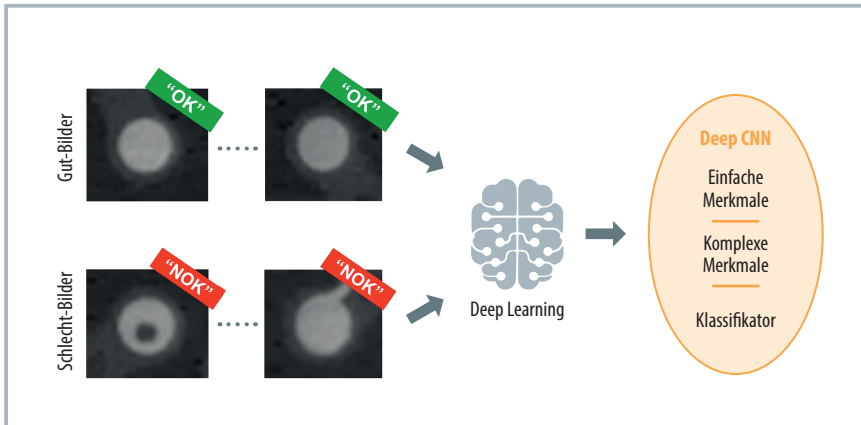 Gut-Bilder
“OK”
“OK”
Schlecht-Bilder
“NOK”
“NOK”
Deep Learning
Deep CNN
Einfache
Merkmale
Komplexe
Merkmale
Klassifikator